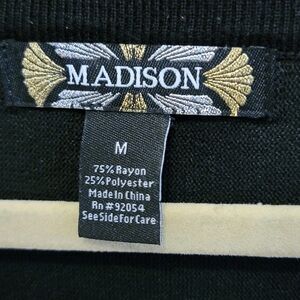 MADISON
M
75% Rayon
25% Polyester
Made In China
Rn #92054
See Side For Care